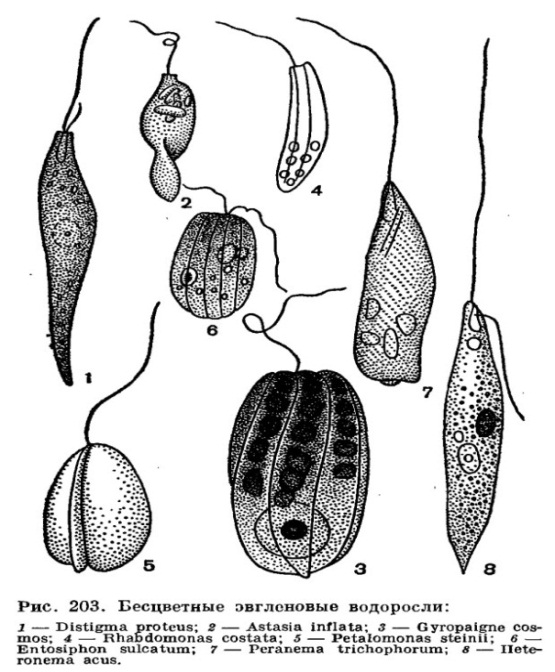 1
2
4
6
7
5
3
8
Рис. 203. Бесцветные эвгленовые водоросли:
1 — Distigma proteus; 2 — Astasia inflata; 3 — Gyropaigne cos-
mos; 4 — Rhabdomonas costata; 5 — Petalomonas steinii; 6 —
Entosiphon sulcatum; 7 — Peranema trichophorum; 8 — Hete-
ronema acus.